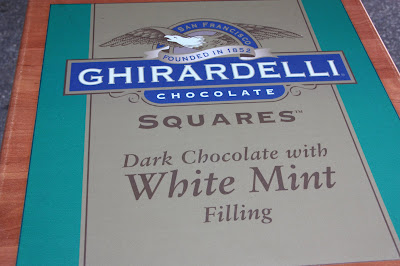 SAN FRANCISCO
FOUNDED IN 1852
GHIRARDELLI
CHOCOLATE
SQUARES™
Dark Chocolate with
White Mint
Filling